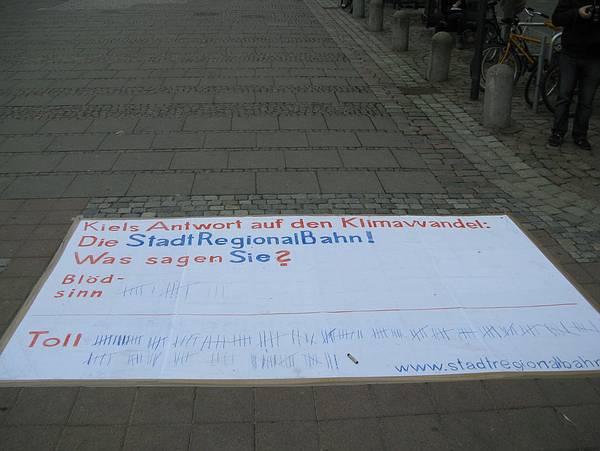 Kiels Antwort auf den Klimawandel:
Die StadtRegionalBahn!
Was sagen Sie?
Blöd-
sinn
Toll
www.stadtregionalbahn